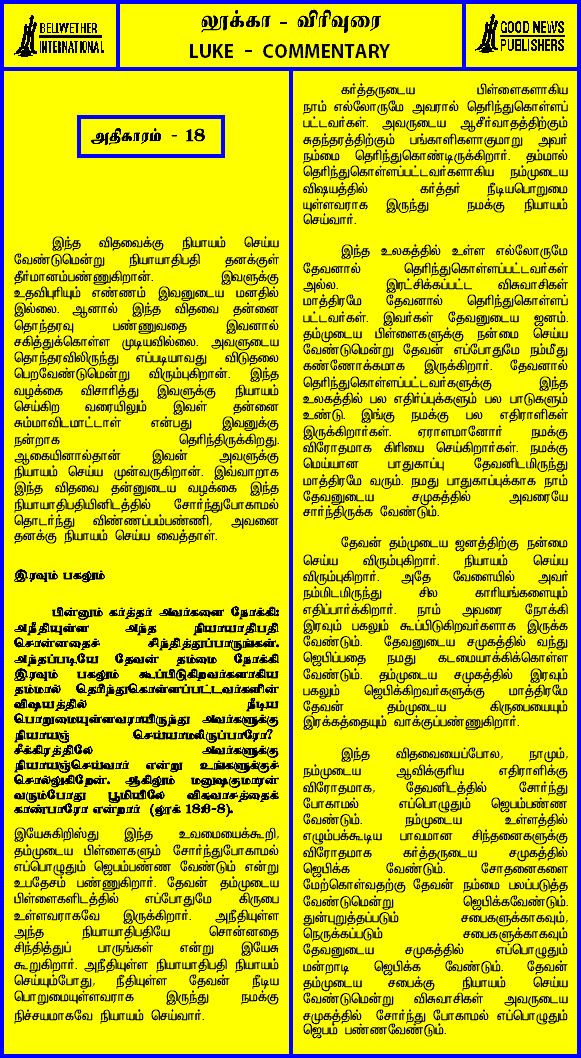 BELWETHER
INTERNATIONAL
லூக்கா - விரிவுரை
LUKE - COMMENTARY
GOOD NEWS
PUBLISHERS
அதிகாரம் - 18
இந்த விதவைக்கு நியாயம் செய்ய
வேண்டுமென்று நியாயாதிபதி தனக்குள்
தீர்மானம்பண்ணுகிறான். இவளுக்கு
உதவிபுரியும் எண்ணம் இவனுடைய மனதில்
இல்லை. ஆனால் இந்த விதவை தன்னை
தொந்தரவு பண்ணுவதை இவனால்
சகித்துக்கொள்ள முடியவில்லை. அவளுடைய
தொந்தரவிலிருந்து எப்படியாவது விடுதலை
பெறவேண்டுமென்று விரும்புகிறான். இந்த
வழக்கை விசாரித்து இவளுக்கு நியாயம்
செய்கிற வரையிலும் இவள் தன்னை
சும்மாவிடமாட்டாள் என்பது இவனுக்கு
நன்றாக தெரிந்திருக்கிறது.
ஆகையினால்தான் இவன் அவளுக்கு
நியாயம் செய்ய முன்வருகிறான். இவ்வாறாக
இந்த விதவை தன்னுடைய வழக்கை இந்த
நியாயாதிபதியினிடத்தில் சோர்ந்துபோகாமல்
தொடர்ந்து விண்ணப்பம்பண்ணி, அவனை
தனக்கு நியாயம் செய்ய வைத்தாள்.
இரவும் பகலும்
பின்னும் கர்த்தர் அவர்களை நோக்கி:
அநீதியுள்ள அந்த நியாயாதிபதி
சொன்னதைச் சிந்தித்துப்பாருங்கள்.
அந்தப்படியே தேவன் தம்மை நோக்கி
இரவும் பகலும் கூப்பிடுகிறவர்களாகிய
தம்மால் தெரிந்துகொள்ளப்பட்டவர்களின்
விஷயத்தில் நீடிய
பொறுமையுள்ளவராயிருந்து அவர்களுக்கு
நியாயஞ் செய்யாமலிருப்பாரோ?
சீக்கிரத்திலே அவர்களுக்கு
நியாயஞ்செய்வார் என்று உங்களுக்குச்
சொல்லுகிறேன். ஆகிலும் மனுஷகுமாரன்
வரும்போது பூமியிலே விசுவாசத்தைக்
காண்பாரோ என்றார் (லூக் 18:6-8).
இயேசுகிறிஸ்து இந்த உவமையைக்கூறி,
தம்முடைய பிள்ளைகளும் சோர்ந்துபோகாமல்
எப்பொழுதும் ஜெபம்பண்ண வேண்டும் என்று
உபதேசம் பண்ணுகிறார். தேவன் தம்முடைய
பிள்ளைகளிடத்தில் எப்போதுமே கிருபை
உள்ளவராகவே இருக்கிறார். அநீதியுள்ள
அந்த நியாயாதிபதியே சொன்னதை
சிந்தித்துப் பாருங்கள் என்று இயேசு
கூறுகிறார். அநீதியுள்ள நியாயாதிபதி நியாயம்
செய்யும்போது, நீதியுள்ள தேவன் நீடிய
பொறுமையுள்ளவராக இருந்து நமக்கு
நிச்சயமாகவே நியாயம் செய்வார்.
கர்த்தருடைய பிள்ளைகளாகிய
நாம் எல்லோருமே அவரால் தெரிந்துகொள்ளப்
பட்டவர்கள். அவருடைய ஆசீர்வாதத்திற்கும்
சுதந்தரத்திற்கும் பங்காளிகளாகுமாறு அவர்
நம்மை தெரிந்துகொண்டிருக்கிறார். தம்மால்
தெரிந்துகொள்ளப்பட்டவர்களாகிய நம்முடைய
விஷயத்தில் கர்த்தர் நீடியபொறுமை
யுள்ளவராக இருந்து நமக்கு நியாயம்
செய்வார்.
இந்த உலகத்தில் உள்ள எல்லோருமே
தேவனால் தெரிந்துகொள்ளப்பட்டவர்கள்
அல்ல. இரட்சிக்கப்பட்ட விசுவாசிகள்
மாத்திரமே தேவனால் தெரிந்துகொள்ளப்
பட்டவர்கள். இவர்கள் தேவனுடைய ஜனம்.
தம்முடைய பிள்ளைகளுக்கு நன்மை செய்ய
வேண்டுமென்று தேவன் எப்போதுமே நம்மீது
கண்ணோக்கமாக இருக்கிறார். தேவனால்
தெரிந்துகொள்ளப்பட்டவர்களுக்கு இந்த
உலகத்தில் பல எதிர்ப்புக்களும் பல பாடுகளும்
உண்டு. இங்கு நமக்கு பல எதிராளிகள்
இருக்கிறார்கள். ஏராளமானோர் நமக்கு
விரோதமாக கிரியை செய்கிறார்கள். நமக்கு
மெய்யான பாதுகாப்பு தேவனிடமிருந்து
மாத்திரமே வரும். நமது பாதுகாப்புக்காக நாம்
தேவனுடைய சமுகத்தில் அவரையே
சார்ந்திருக்க வேண்டும்.
தேவன் தம்முடைய ஜனத்திற்கு நன்மை
செய்ய விரும்புகிறார். நியாயம் செய்ய
விரும்புகிறார். அதே வேளையில் அவர்
நம்மிடமிருந்து சில காரியங்களையும்
எதிர்பார்க்கிறார். நாம் அவரை நோக்கி
இரவும் பகலும் கூப்பிடுகிறவர்களாக இருக்க
வேண்டும். தேவனுடைய சமுகத்தில் வந்து
ஜெபிப்பதை நமது கடமையாக்கிக்கொள்ள
வேண்டும். தம்முடைய சமுகத்தில் இரவும்
பகலும் ஜெபிக்கிறவர்களுக்கு மாத்திரமே
தேவன் தம்முடைய கிருபையையும்
இரக்கத்தையும் வாக்குப்பண்ணுகிறார்.
இந்த விதவையைப்போல, நாமும்,
நம்முடைய ஆவிக்குரிய எதிராளிக்கு
விரோதமாக, தேவனிடத்தில் சோர்ந்து
போகாமல் எப்பொழுதும் ஜெபம்பண்ண
வேண்டும். நம்முடைய உள்ளத்தில்
எழும்பக்கூடிய பாவமான சிந்தனைகளுக்கு
விரோதமாக கர்த்தருடைய சமுகத்தில்
ஜெபிக்க வேண்டும். சோதனைகளை
மேற்கொள்வதற்கு தேவன் நம்மை பலப்படுத்த
வேண்டுமென்று ஜெபிக்கவேண்டும்.
துன்புறுத்தப்படும் சபைகளுக்காகவும்,
நெருக்கப்படும் சபைகளுக்காகவும்
தேவனுடைய சமுகத்தில் எப்பொழுதும்
மன்றாடி ஜெபிக்க வேண்டும். தேவன்
தம்முடைய சபைக்கு நியாயம் செய்ய
வேண்டுமென்று விசுவாசிகள் அவருடைய
சமுகத்தில் சோர்ந்து போகாமல் எப்பொழுதும்
ஜெபம் பண்ணவேண்டும்.